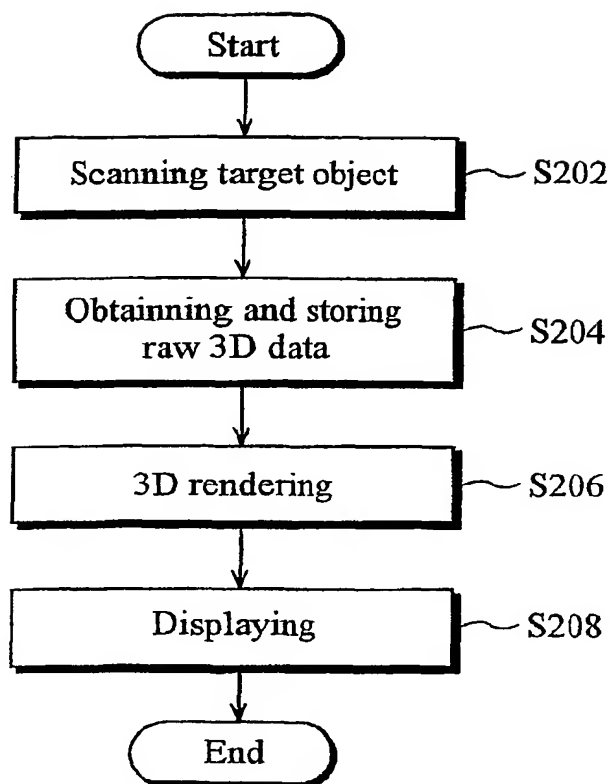 Start
Scanning target object
S202
Obtainning and storing
raw 3D data
S204
3D rendering
S206
Displaying
S208
End